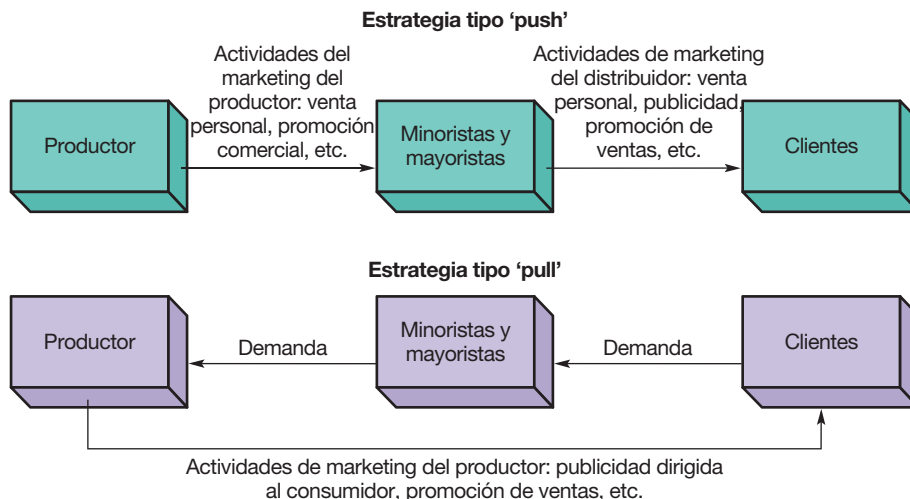 Estrategia tipo ‘push’
Actividades del
marketing del
productor: venta
personal, promoción
comercial, etc.
Actividades de marketing
del distribuidor: venta
personal, publicidad,
promoción de
ventas, etc.
Productor
Minoristas y
mayoristas
Clientes
Estrategia tipo ‘pull’
Productor
Demanda
Minoristas y
mayoristas
Demanda
Clientes
Actividades de marketing del productor: publicidad dirigida
al consumidor, promoción de ventas, etc.